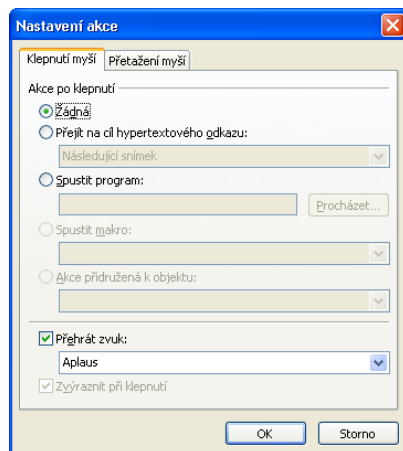 Nastavení akce
Klepnutí myší Přetažení myší
Akce po klepnutí
Žádná
Přejít na cíl hypertextového odkazu:
Následující snímek
Spustit program:
Procházet...
Spustit makro:
Akce přidružená k objektu:
Přehrát zvuk:
Aplaus
Zvýraznit při klepnutí
OK Storno